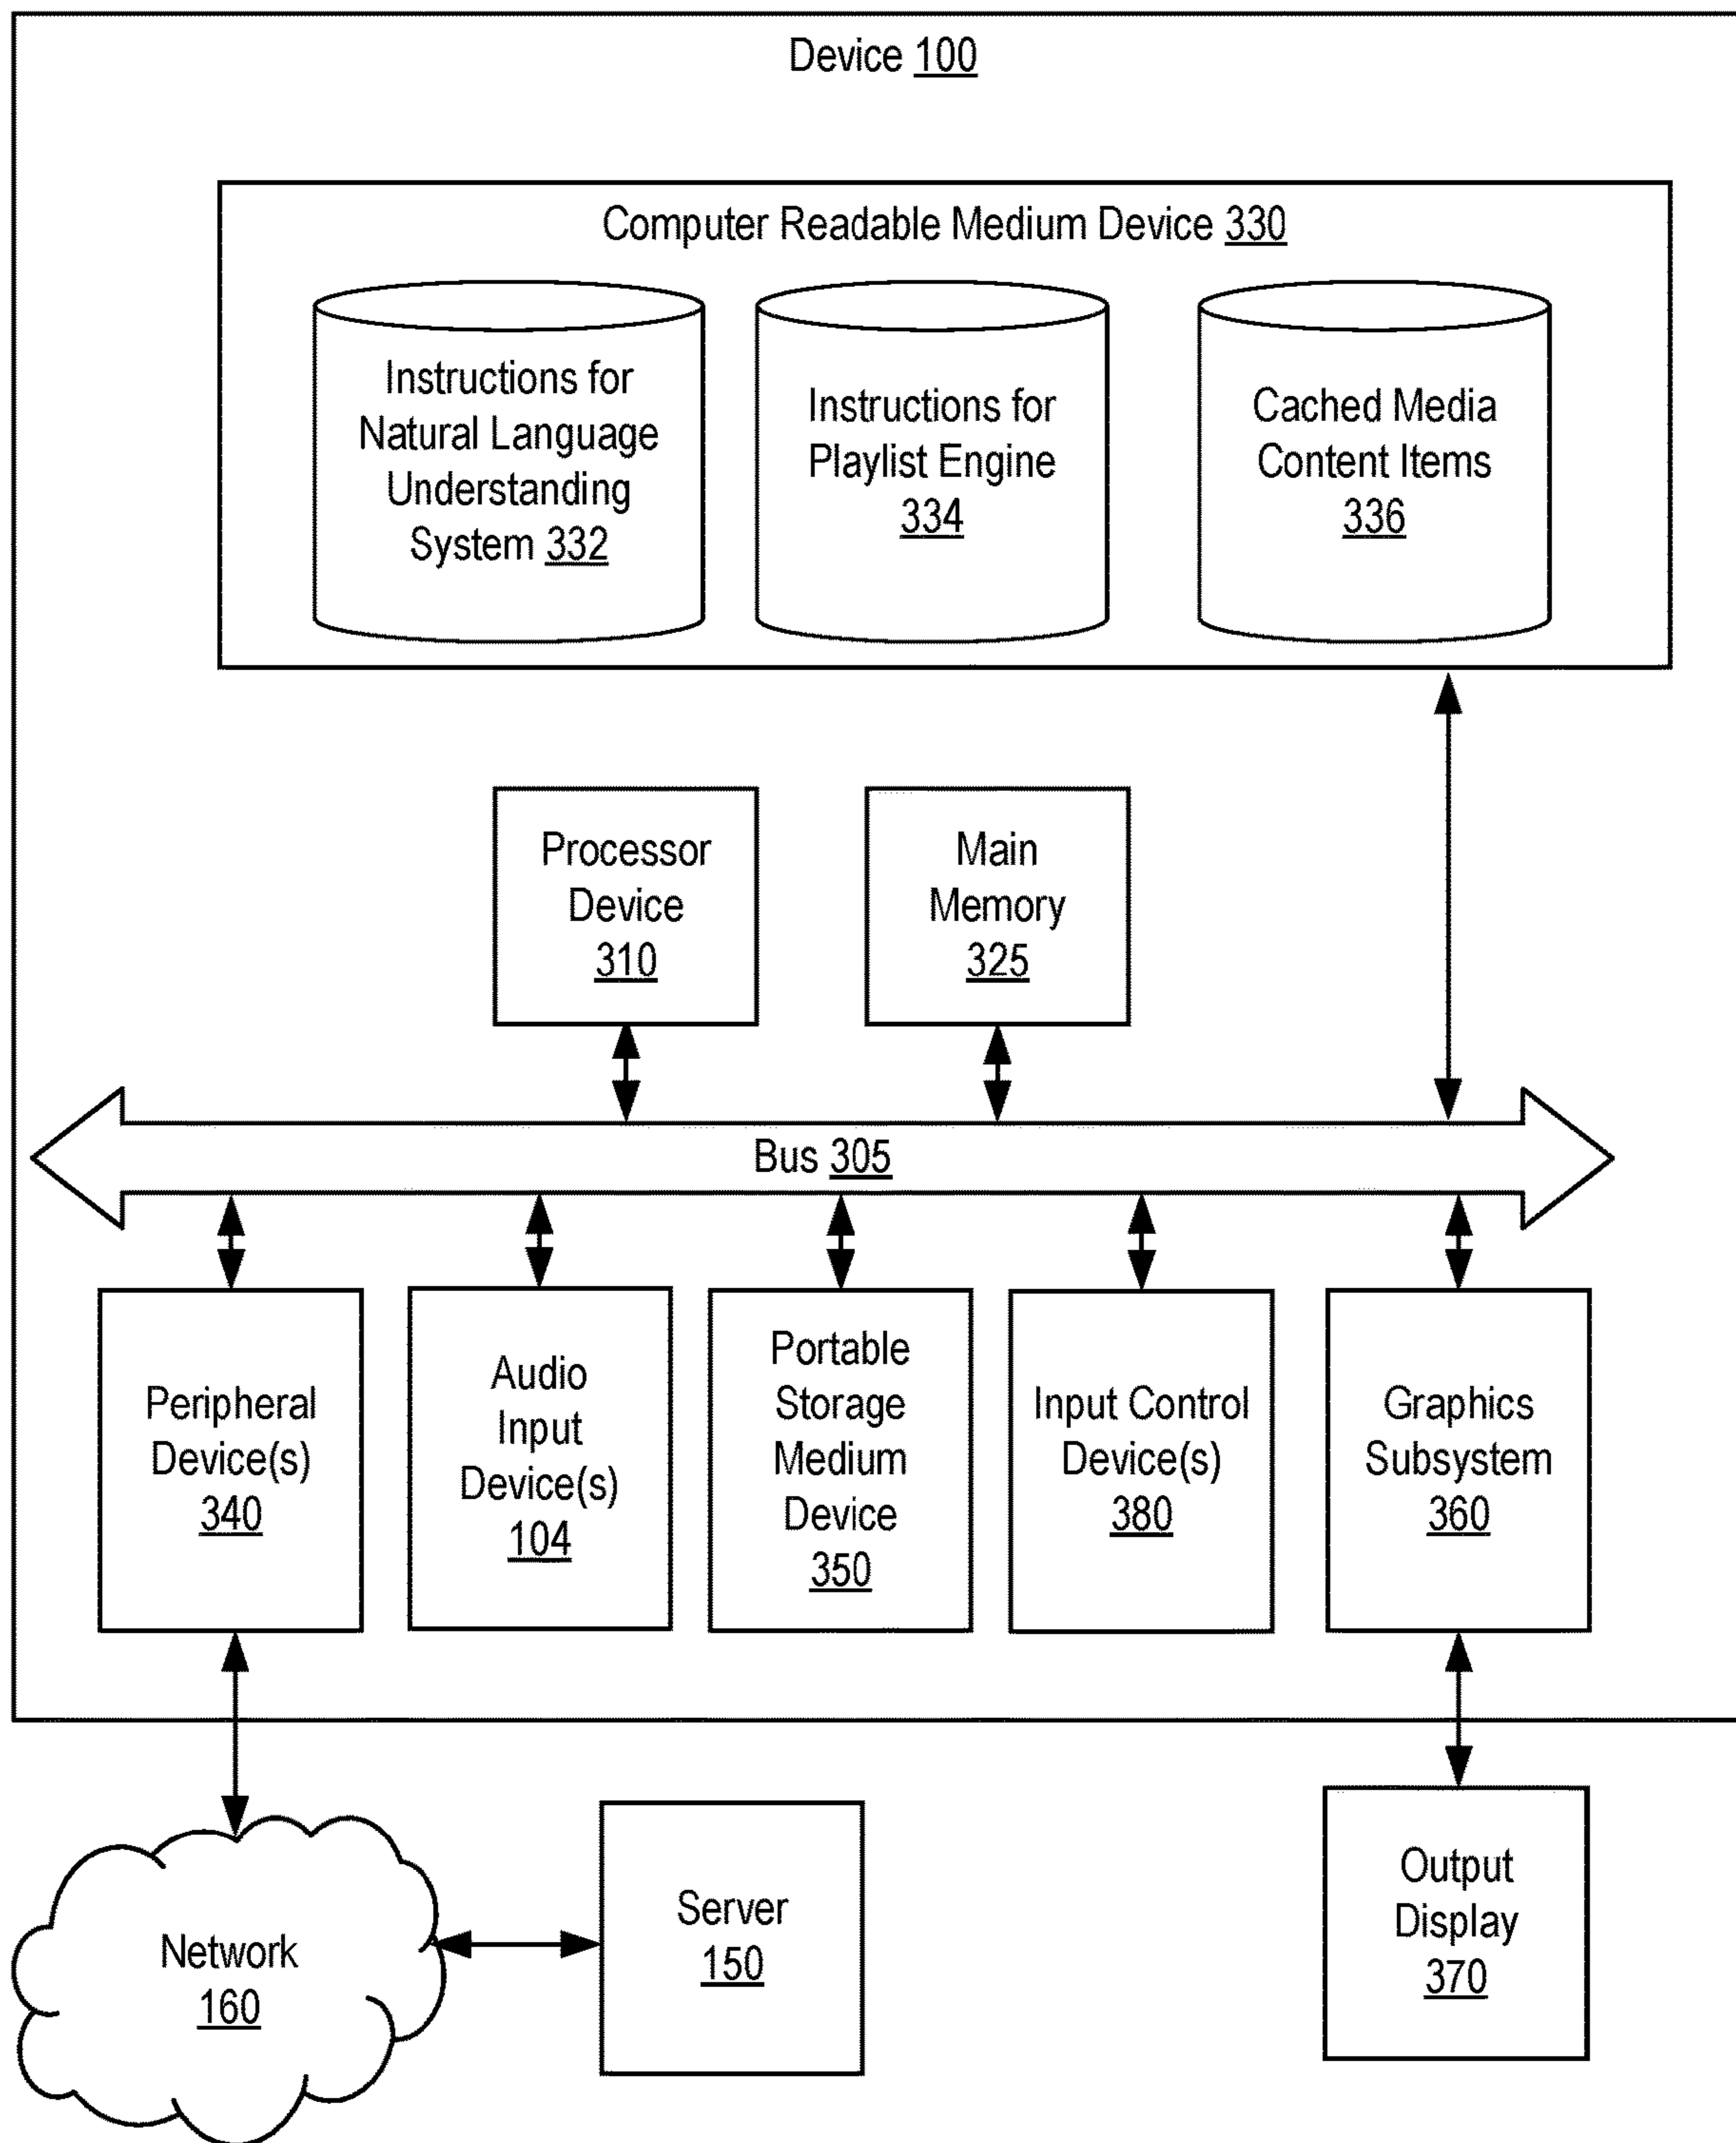 Device 100
Computer Readable Medium Device 330
Instructions for
Natural Language
Understanding
System 332
Instructions for
Playlist Engine
334
Cached Media
Content Items
336
Processor
Device
310
Main
Memory
325
Bus 305
Peripheral
Device(s)
340
Audio
Input
Device(s)
104
Portable
Storage
Medium
Device
350
Input Control
Device(s)
380
Graphics
Subsystem
360
Network
160
Server
150
Output
Display
370